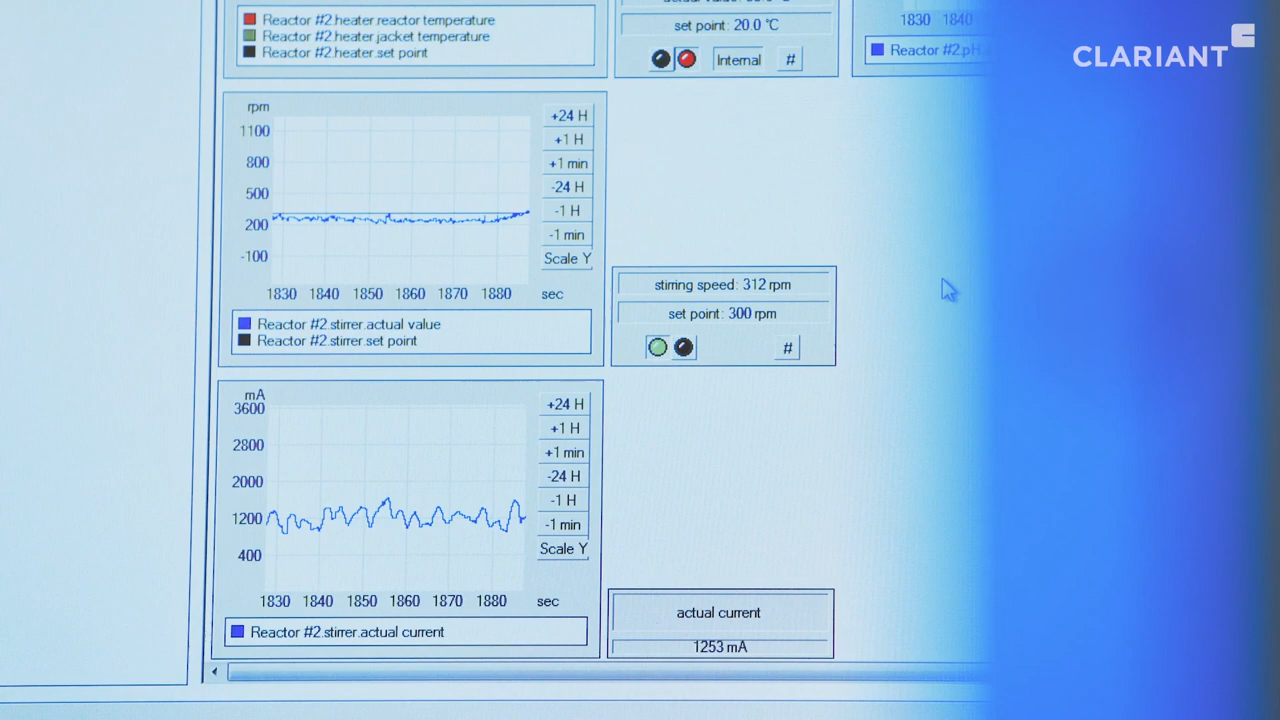 Reactor #2.heater.reactor temperature
Reactor #2.heater.jacket temperature
Reactor #2.heater.set point
set point: 20.0 °C
Internal
#
1830 1840
Reactor #2.pH
CLARIANT
rpm
1100
800
500
200
-100
1830 1840 1850 1860 1870 1880 sec
+24 H
+1 H
+1 min
-24 H
-1 H
-1 min
Scale Y
Reactor #2.stirrer.actual value
Reactor #2.stirrer.set point
stirring speed: 312 rpm
set point: 300 rpm
#
mA
3600
2800
2000
1200
400
1830 1840 1850 1860 1870 1880 sec
+24 H
+1 H
+1 min
-24 H
-1 H
-1 min
Scale Y
Reactor #2.stirrer.actual current
actual current
1253 mA